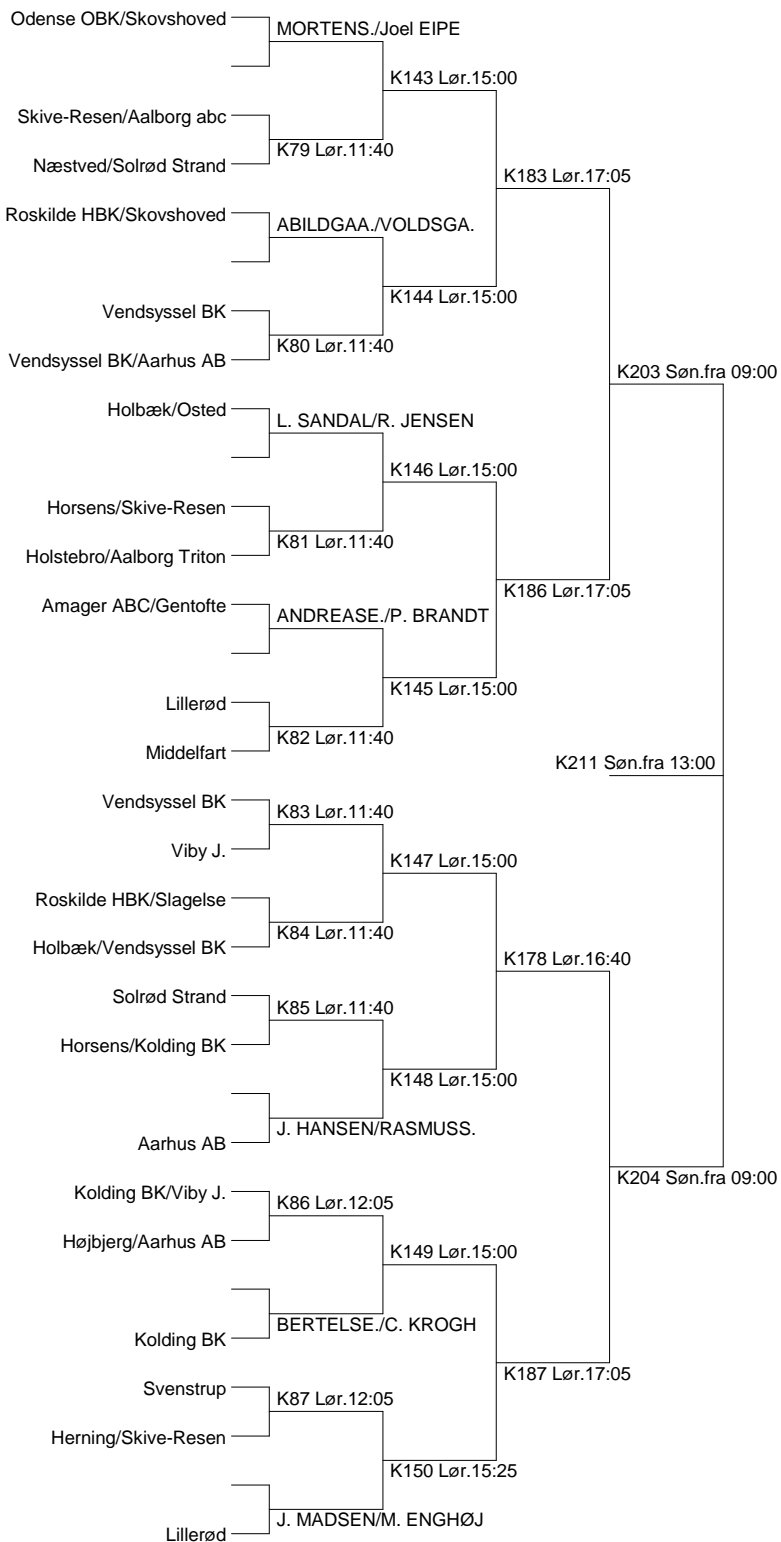 Odense OBK/Skovshoved
MORTENS./Joel EIPE
K143 Lør.15:00
Skive-Resen/Aalborg abc
K79 Lør.11:40
Næstved/Solrød Strand
K183 Lør.17:05
Roskilde HBK/Skovshoved
ABILDGAA./VOLDSGA.
K144 Lør.15:00
Vendsyssel BK
K80 Lør.11:40
Vendsyssel BK/Aarhus AB
K203 Søn.fra 09:00
Holbæk/Osted
L. SANDAL/R. JENSEN
K146 Lør.15:00
Horsens/Skive-Resen
K81 Lør.11:40
Holstebro/Aalborg Triton
K186 Lør.17:05
Amager ABC/Gentofte
ANDREASE./P. BRANDT
K145 Lør.15:00
Lillerød
K82 Lør.11:40
Middelfart
K211 Søn.fra 13:00
Vendsyssel BK
K83 Lør.11:40
Viby J.
K147 Lør.15:00
Roskilde HBK/Slagelse
K84 Lør.11:40
Holbæk/Vendsyssel BK
K178 Lør.16:40
Solrød Strand
K85 Lør.11:40
Horsens/Kolding BK
K148 Lør.15:00
J. HANSEN/RASMUSS.
Aarhus AB
K204 Søn.fra 09:00
Kolding BK/Viby J.
K86 Lør.12:05
Højbjerg/Aarhus AB
K149 Lør.15:00
BERTELSE./C. KROGH
Kolding BK
K187 Lør.17:05
Svenstrup
K87 Lør.12:05
Herning/Skive-Resen
K150 Lør.15:25
J. MADSEN/M. ENGHØJ
Lillerød